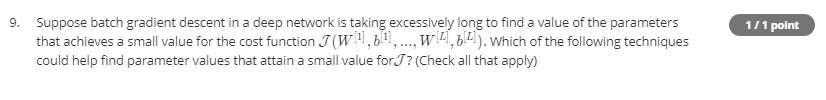 9. Suppose batch gradient descent in a deep network is taking excessively long to find a value of the parameters
1 / 1 point
that achieves a small value for the cost function 𝒥(W^[1], b^[1], ..., W^[L], b^[L]). Which of the following techniques
could help find parameter values that attain a small value for𝒥? (Check all that apply)